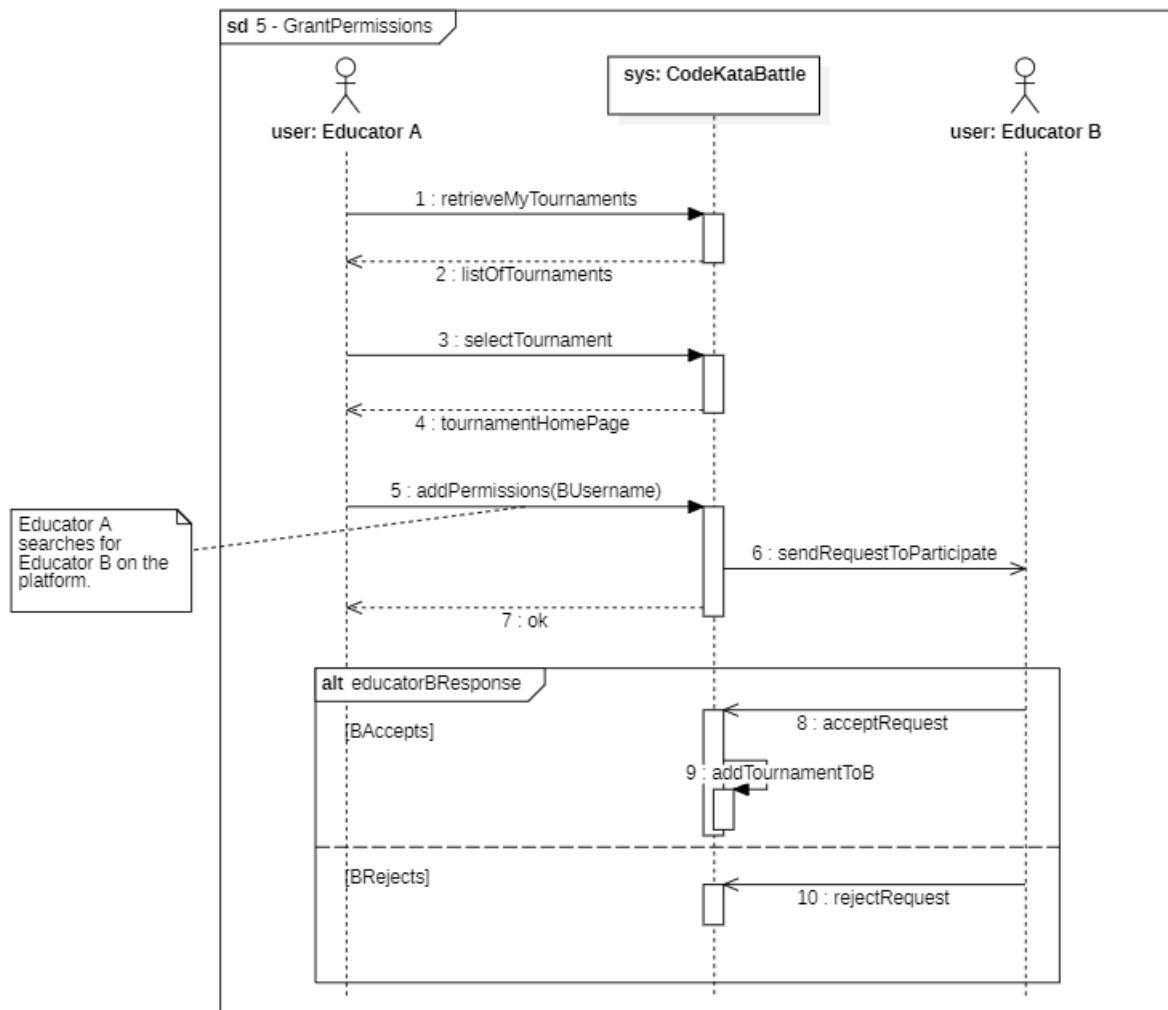 sd 5 - GrantPermissions
user: Educator A
sys: CodeKataBattle
user: Educator B
1 : retrieveMyTournaments
2 : listOfTournaments
3 : selectTournament
4 : tournamentHomePage
5 : addPermissions(BUsername)
Educator A
searches for
Educator B on the
platform.
6 : sendRequestToParticipate
7 : ok
alt educatorBResponse
[BAccepts]
8 : acceptRequest
9 : addTournamentToB
[BRejects]
10 : rejectRequest